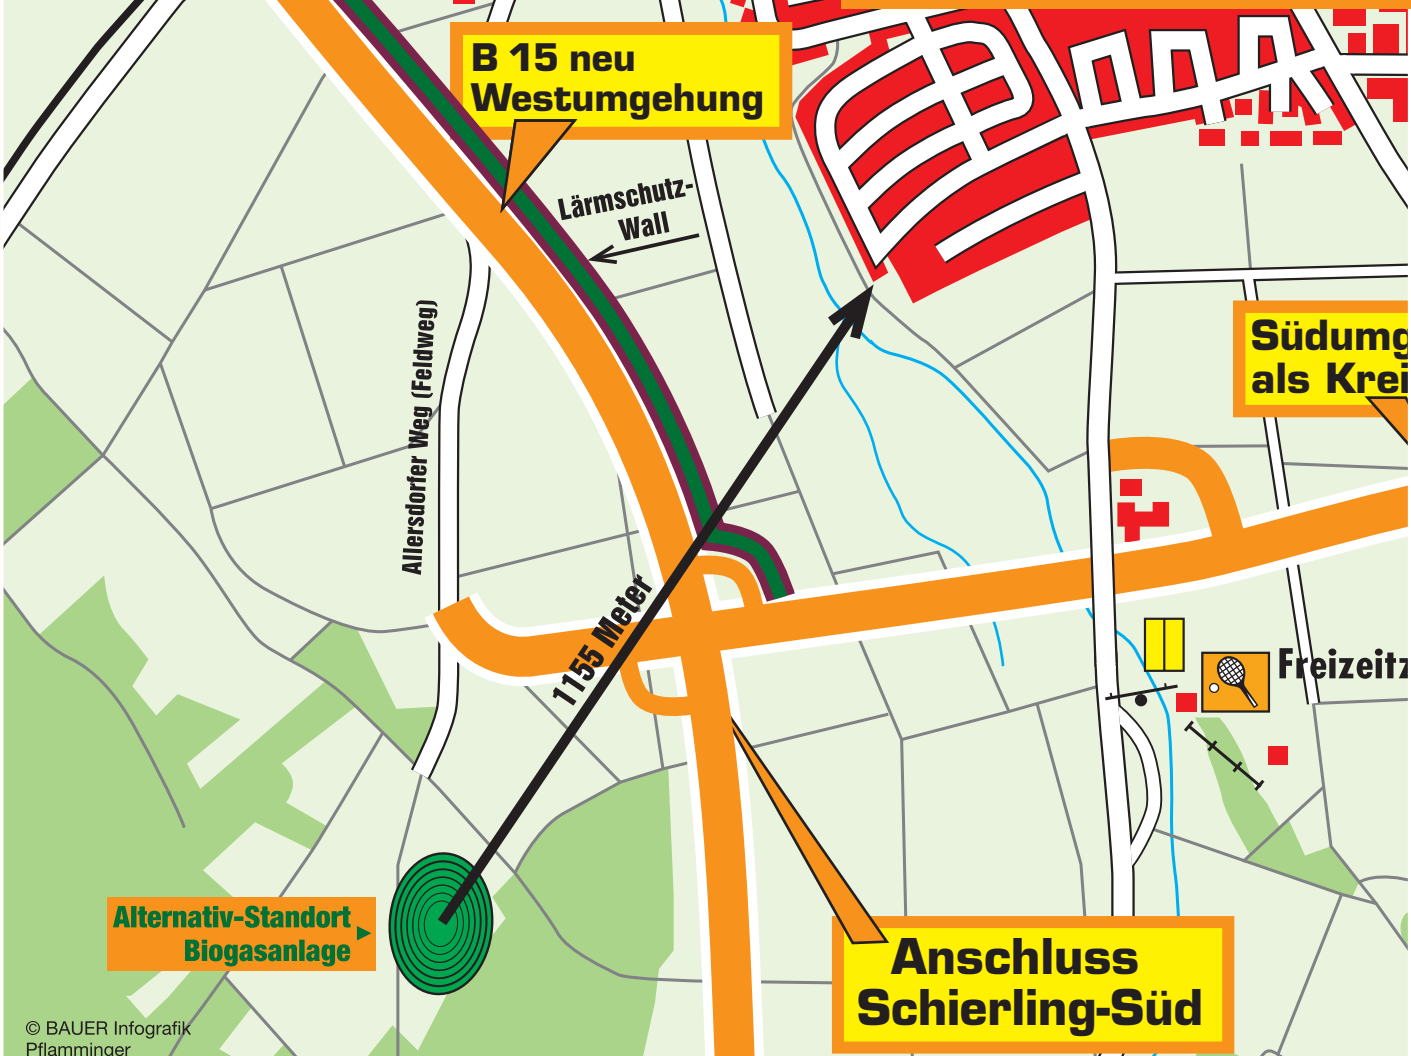 B 15 neu
Westumgehung
Lärmschutz-
Wall
Allersdorfer Weg (Feldweg)
Südumg
als Krei
1155 Meter
Freizeitz
Alternativ-Standort
Biogasanlage
Anschluss
Schierling-Süd
© BAUER Infografik
Pflamminger